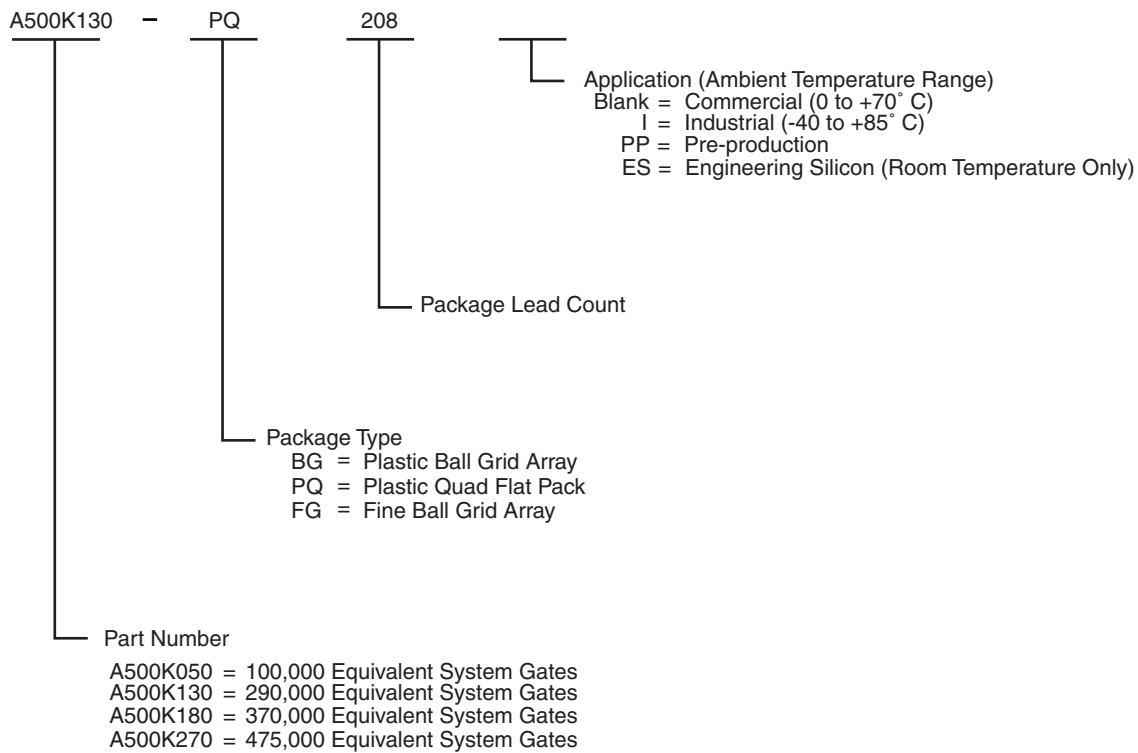 A500K130 – PQ 208
Application (Ambient Temperature Range)
Blank = Commercial (0 to +70˚ C)
I = Industrial (-40 to +85˚ C)
PP = Pre-production
ES = Engineering Silicon (Room Temperature Only)
Package Lead Count
Package Type
BG = Plastic Ball Grid Array
PQ = Plastic Quad Flat Pack
FG = Fine Ball Grid Array
Part Number
A500K050 = 100,000 Equivalent System Gates
A500K130 = 290,000 Equivalent System Gates
A500K180 = 370,000 Equivalent System Gates
A500K270 = 475,000 Equivalent System Gates